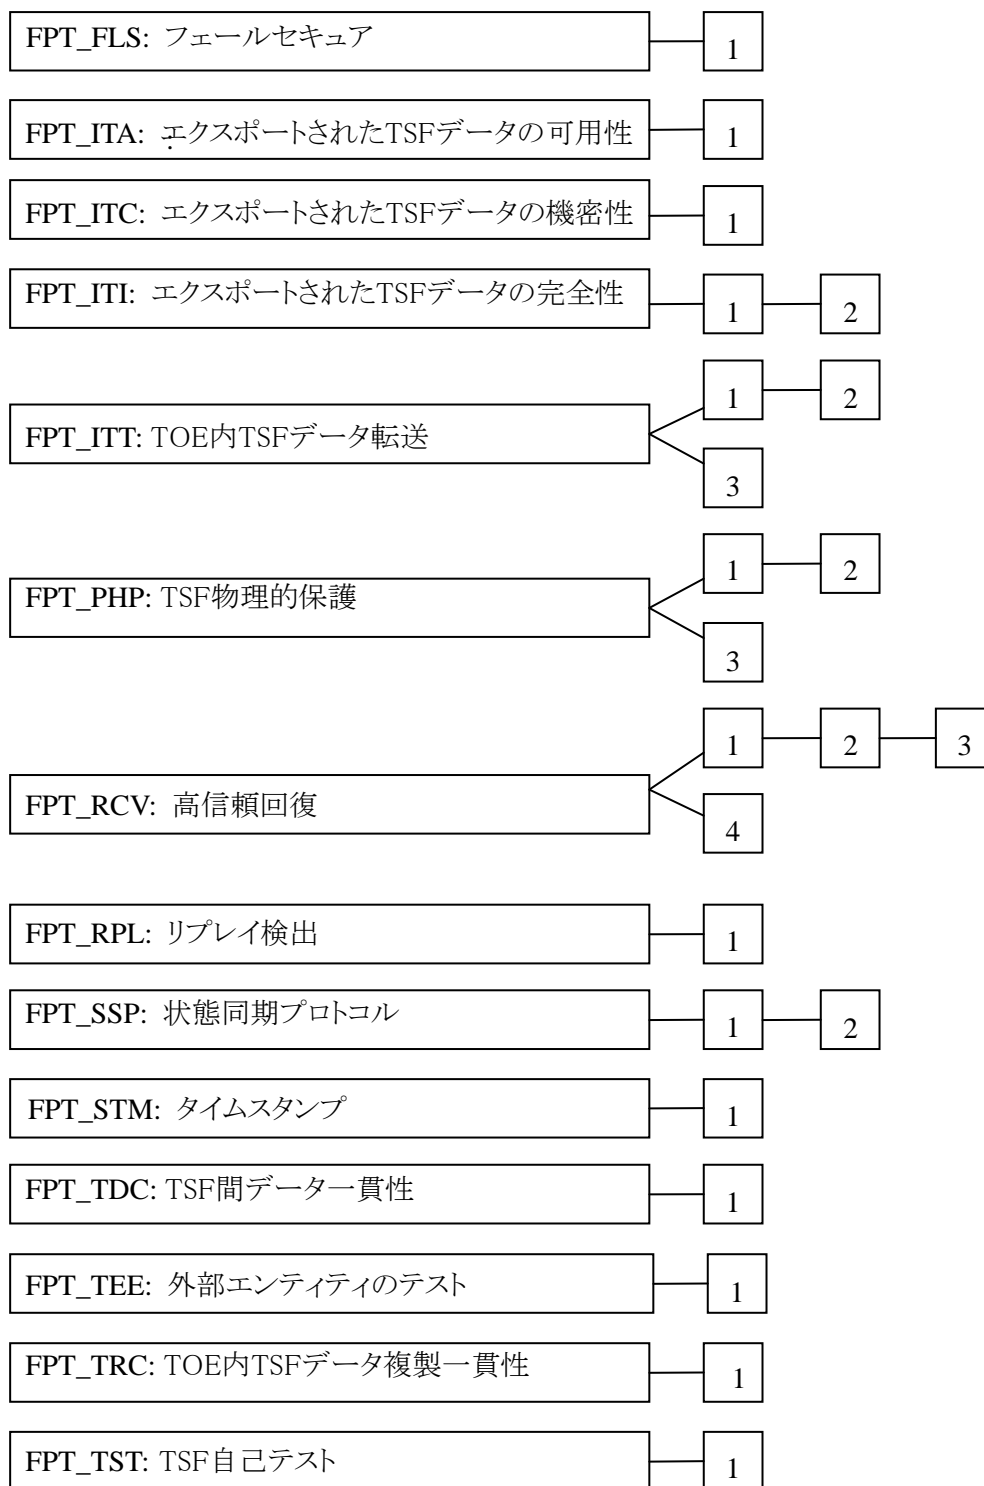 FPT_FLS: フェールセキュア 1
FPT_ITA: エクスポートされたTSFデータの可用性 1
FPT_ITC: エクスポートされたTSFデータの機密性 1
FPT_ITI: エクスポートされたTSFデータの完全性 1 2
1 2
FPT_ITT: TOE内TSFデータ転送
3
1 2
FPT_PHP: TSF物理的保護
3
1 2 3
FPT_RCV: 高信頼回復
4
FPT_RPL: リプレイ検出 1
FPT_SSP: 状態同期プロトコル 1 2
FPT_STM: タイムスタンプ 1
FPT_TDC: TSF間データ一貫性 1
FPT_TEE: 外部エンティティのテスト 1
FPT_TRC: TOE内TSFデータ複製一貫性 1
FPT_TST: TSF自己テスト 1